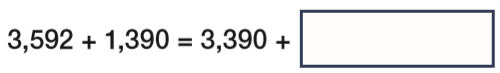 3,592 + 1,390 = 3,390 +